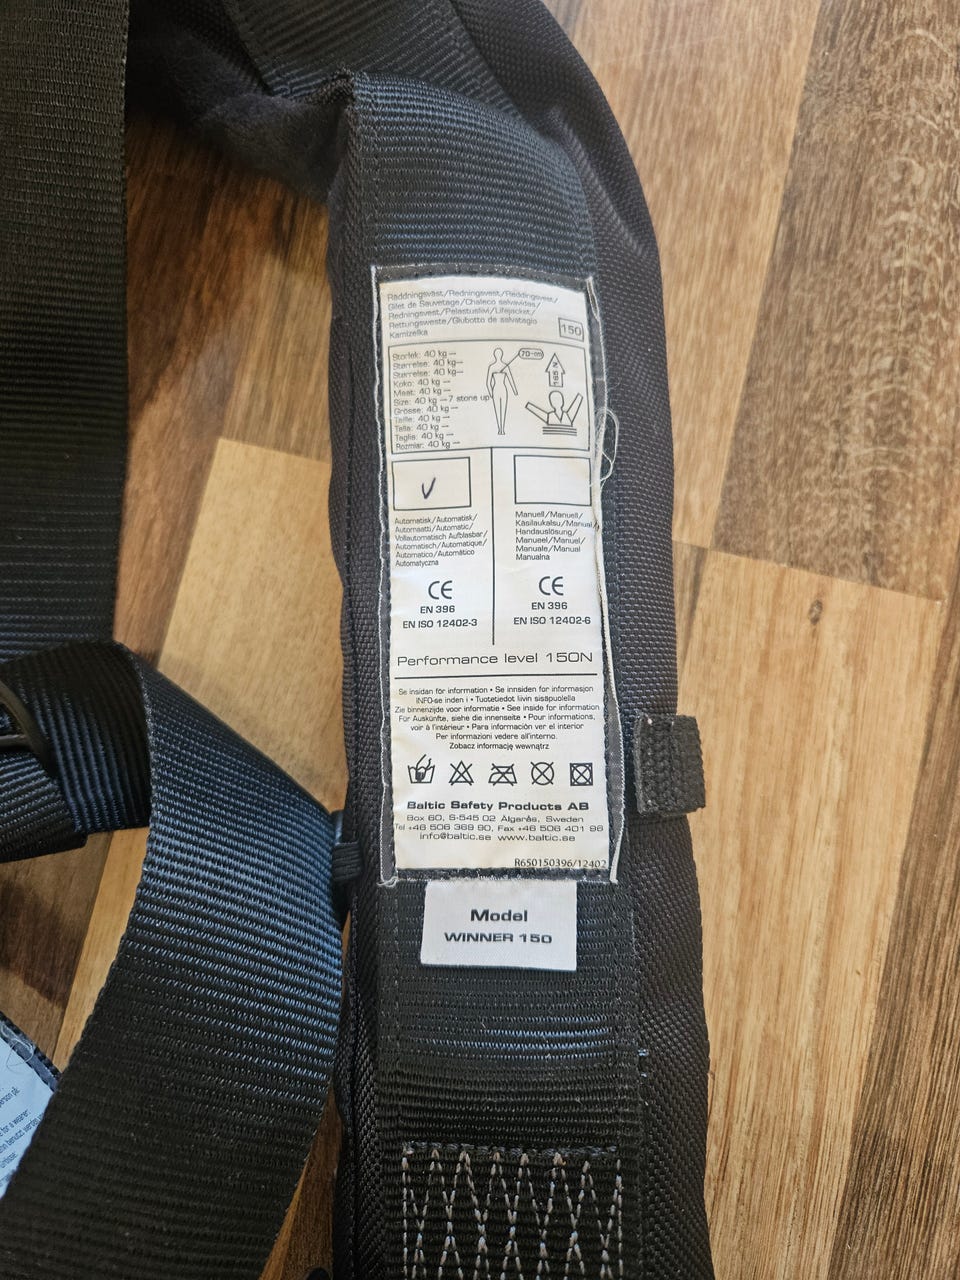 Räddningsväst/Redningsvest/Reddingsvest/
Gilet de Sauvetage/Chaleco salvavidas/
Redningsvest/Pelastusliivi/Lifejacket/
Rettungsweste/Giubotto de salvatagio
Kamizelka
150
Storlek: 40 kg –
Størrelse: 40 kg–
Størrelse: 40 kg–
Koko: 40 kg –
Maat: 40 kg –
Size: 40 kg –7 stone up
Grösse: 40 kg –
Taille: 40 kg –
Talla: 40 kg –
Taglia: 40 kg –
Rozmiar: 40 kg –
70-cm
165 N
Automatisk/Automatisk/
Automaatti/Automatic/
Vollautomatisch Aufblasbar/
Automatisch/Automatique/
Automatico/Automático
Automatyczna
CE
EN 396
EN ISO 12402-3
Manuell/Manuell/
Käsilaukaisu/Manual
Handauslösung/
Manueel/Manuel/
Manuale/Manual
Manualna
CE
EN 396
EN ISO 12402-6
Performance level 150N
Se insidan för information • Se innsiden for informasjon
INFO-se inden i • Tuotetiedot liivin sisäpuolella
Zie binnenzijde voor informatie • See inside for information
Für Auskünfte, siehe die innenseite • Pour informations,
voir à l'intérieur • Para información ver el interior
Per informazioni vedere all'interno.
Zobacz informację wewnątrz
Baltic Safety Products AB
Box 60, S-545 02 Älgarås, Sweden
Tel +46 506 369 90, Fax +46 506 401 96
info@baltic.se www.baltic.se
R650150396/12402
Model
WINNER 150
person på
for a wearer